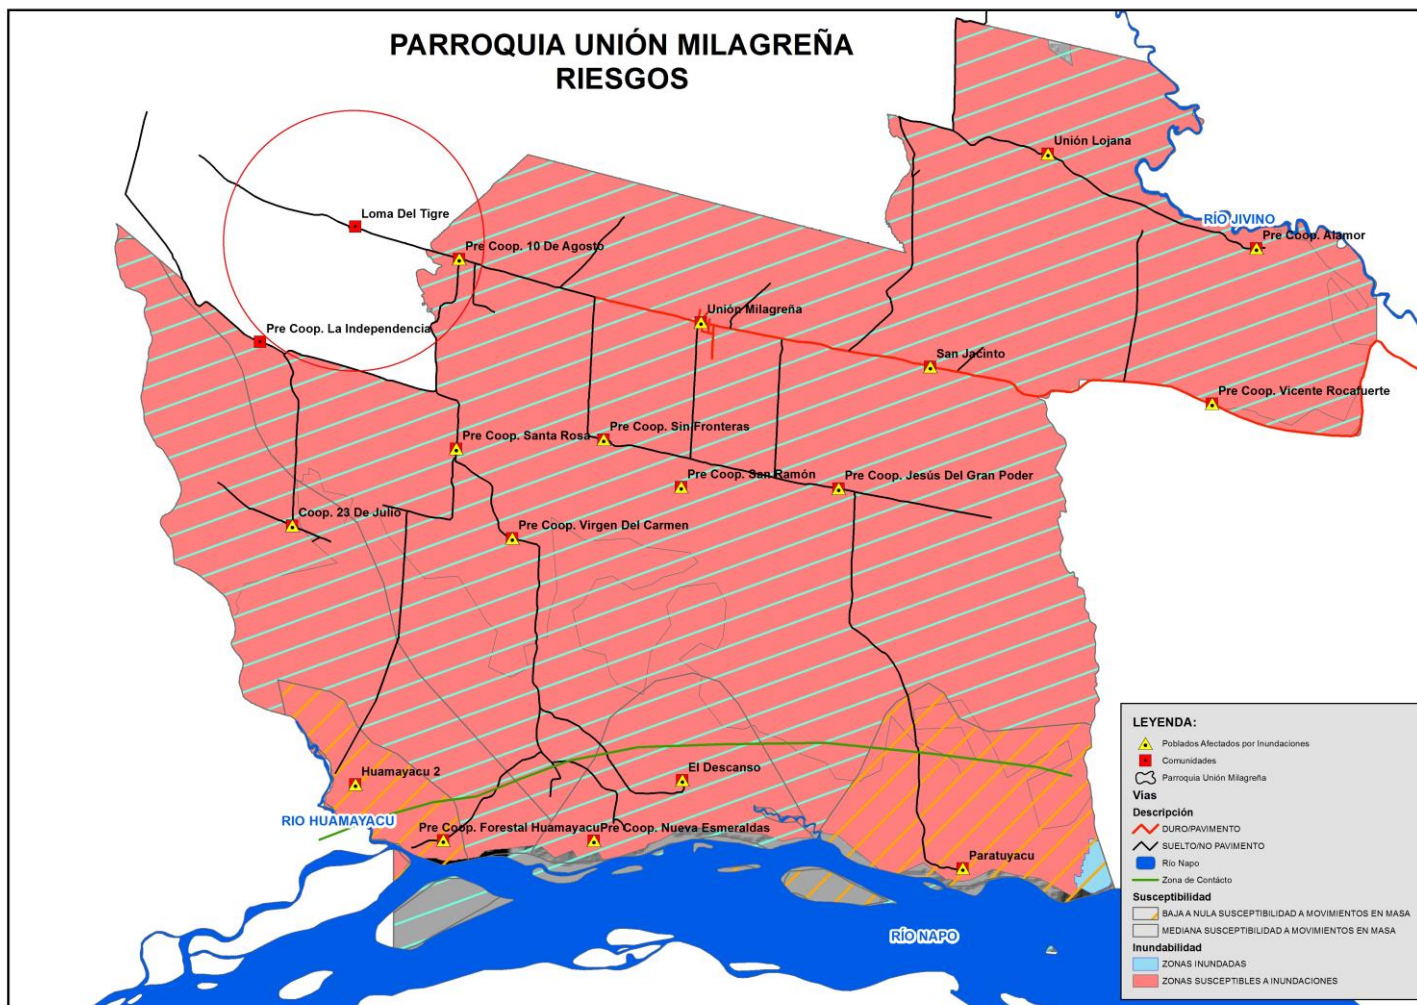 PARROQUIA UNIÓN MILAGREÑA
RIESGOS
Unión Lojana
Loma Del Tigre
RÍO JIVINO
Pre Coop. Alamor
Pre Coop. 10 De Agosto
Unión Milagreña
Pre Coop. La Independencia
San Jacinto
Pre Coop. Vicente Rocafuerte
Pre Coop. Sin Fronteras
Pre Coop. Santa Rosa
Pre Coop. San Ramón
Pre Coop. Jesús Del Gran Poder
Coop. 23 De Julio
Pre Coop. Virgen Del Carmen
El Descanso
Huamayacu 2
RIO HUAMAYACU
Pre Coop. Forestal Huamayacu
Pre Coop. Nueva Esmeraldas
Paratuyacu
RÍO NAPO
LEYENDA:
Poblados Afectados por Inundaciones
Comunidades
Parroquia Unión Milagreña
Vías
Descripción
DURO/PAVIMENTO
SUELTO/NO PAVIMENTO
Río Napo
Zona de Contácto
Susceptibilidad
BAJA A NULA SUSCEPTIBILIDAD A MOVIMIENTOS EN MASA
MEDIANA SUSCEPTIBILIDAD A MOVIMIENTOS EN MASA
Inundabilidad
ZONAS INUNDADAS
ZONAS SUSCEPTIBLES A INUNDACIONES